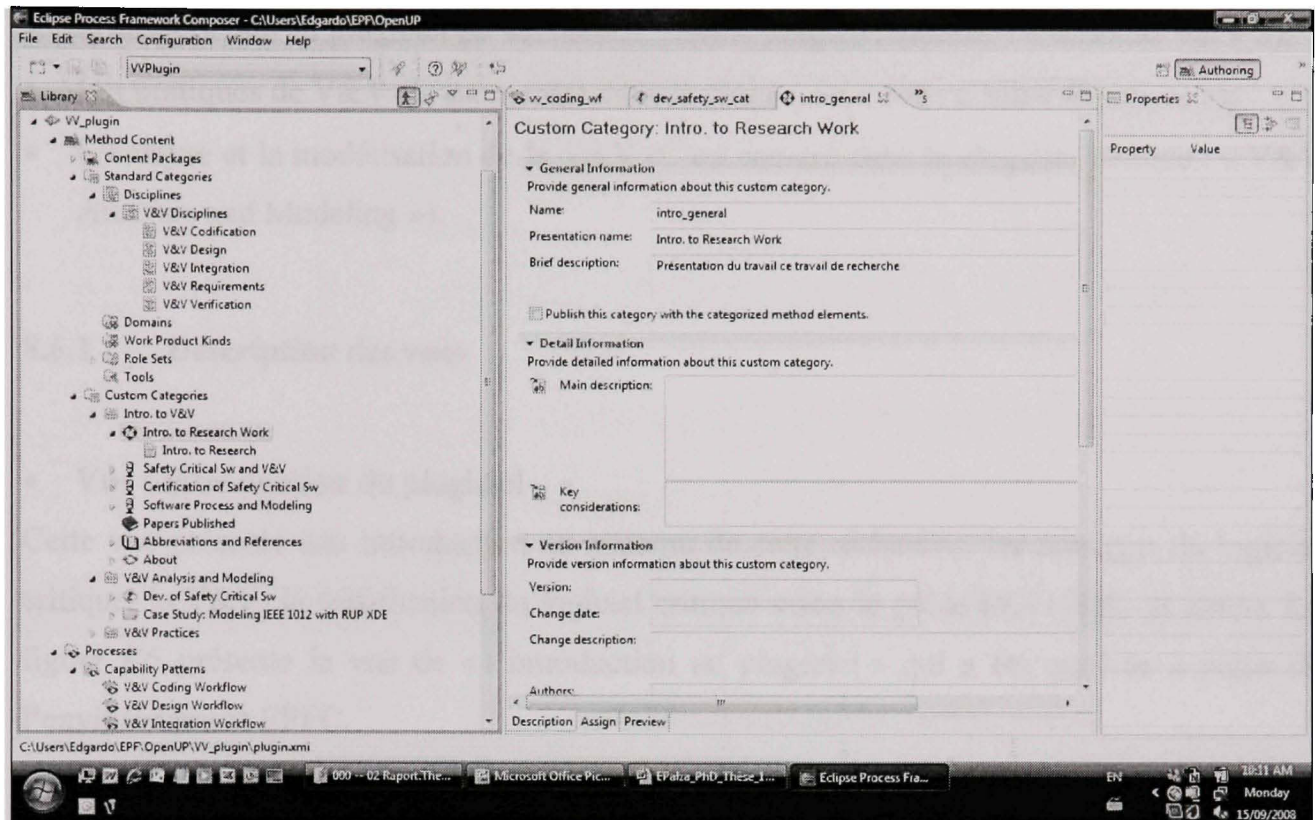 Eclipse Process Framework Composer - C:\Users\Edgardo\EPF\OpenUP
File Edit Search Configuration Window Help
VVPlugin
Authoring
Library
VV_plugin
Method Content
Content Packages
Standard Categories
Disciplines
V&V Disciplines
V&V Codification
V&V Design
V&V Integration
V&V Requirements
V&V Verification
Domains
Work Product Kinds
Role Sets
Tools
Custom Categories
Intro. to V&V
Intro. to Research Work
Intro. to Research
Safety Critical Sw and V&V
Certification of Safety Critical Sw
Software Process and Modeling
Papers Published
Abbreviations and References
About
V&V Analysis and Modeling
Dev. of Safety Critical Sw
Case Study: Modeling IEEE 1012 with RUP XDE
V&V Practices
Processes
Capability Patterns
V&V Coding Workflow
V&V Design Workflow
V&V Integration Workflow
vv_coding_wf dev_safety_sw_cat intro_general "5
Custom Category: Intro. to Research Work
General Information
Provide general information about this custom category.
Name: intro_general
Presentation name: Intro. to Research Work
Brief description: Présentation du travail ce travail de recherche
Publish this category with the categorized method elements.
Detail Information
Provide detailed information about this custom category.
Main description:
Key
considerations:
Version Information
Provide version information about this custom category.
Version:
Change date:
Change description:
Authors:
Description Assign Preview
Properties
Property Value
C:\Users\Edgardo\EPF\OpenUP\VV_plugin\plugin.xmi
000 -- 02 Raport.The... Microsoft Office Pic... EPalza_PhD_Thèse_1... Eclipse Process Fra...
EN
10:11 AM
Monday
15/09/2008